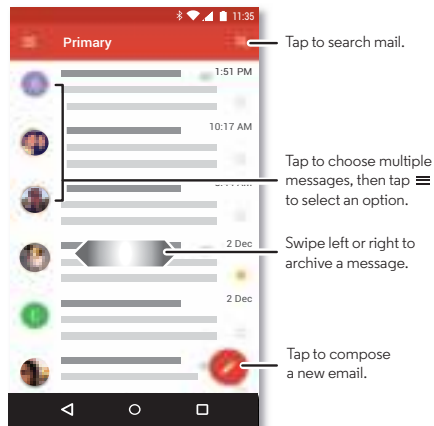 11:35
Primary
Tap to search mail.
1:51 PM
10:17 AM
Tap to choose multiple
messages, then tap
to select an option.
2 Dec
Swipe left or right to
archive a message.
2 Dec
Tap to compose
a new email.